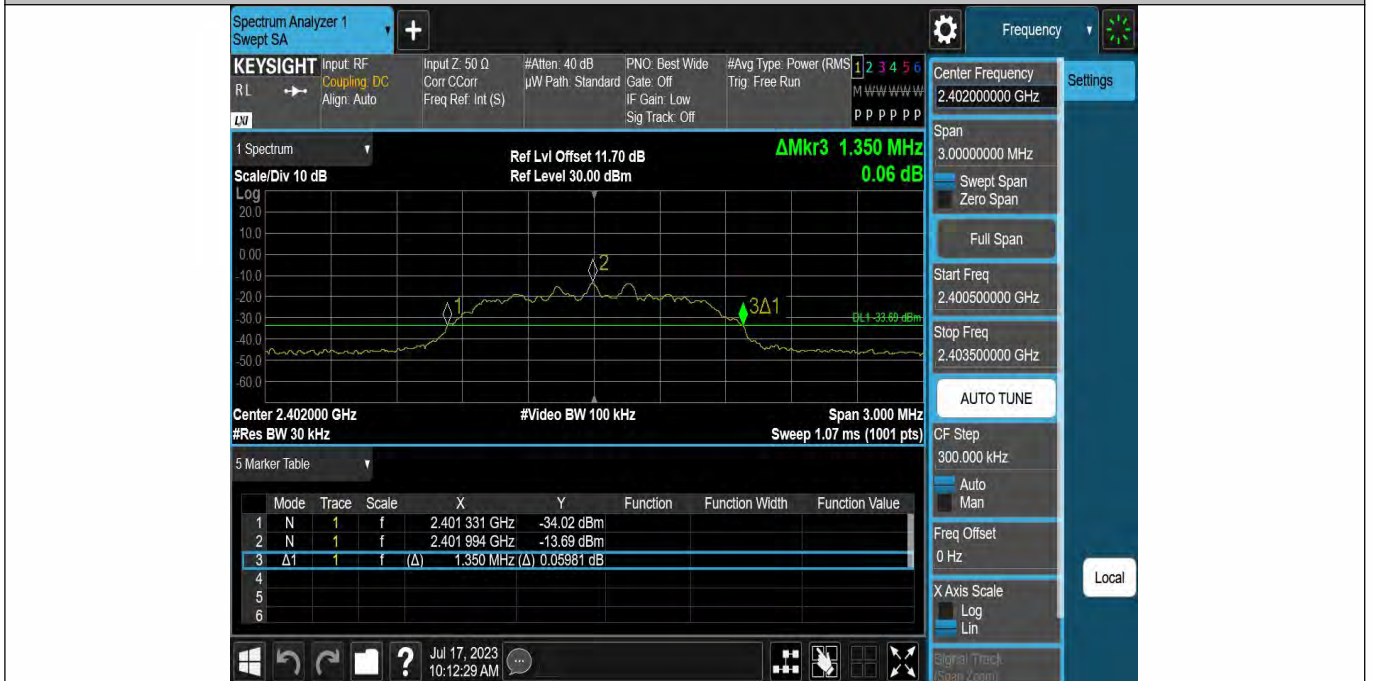 Spectrum Analyzer 1
Swept SA
+
Frequency
KEYSIGHT
RL
LXI
Input: RF
Coupling: DC
Align: Auto
Input Z: 50 Ω
Corr CCorr
Freq Ref: Int (S)
#Atten: 40 dB
µW Path: Standard
PNO: Best Wide
Gate: Off
IF Gain: Low
Sig Track: Off
#Avg Type: Power (RMS
Trig: Free Run
1 2 3 4 5 6
M W W W W W
P P P P P P
Center Frequency
2.402000000 GHz
Settings
Span
3.00000000 MHz
Swept Span
Zero Span
Full Span
Start Freq
2.400500000 GHz
Stop Freq
2.403500000 GHz
AUTO TUNE
CF Step
300.000 kHz
Auto
Man
Freq Offset
0 Hz
X Axis Scale
Log
Lin
Signal Track
(Span Zoom)
Local
1 Spectrum
Scale/Div 10 dB
Ref Lvl Offset 11.70 dB
Ref Level 30.00 dBm
ΔMkr3 1.350 MHz
0.06 dB
Log
20.0
10.0
0.00
-10.0
-20.0
-30.0
-40.0
-50.0
-60.0
1
2
3Δ1
DL1 -33.69 dBm
Center 2.402000 GHz
#Video BW 100 kHz
Span 3.000 MHz
#Res BW 30 kHz
Sweep 1.07 ms (1001 pts)
5 Marker Table
Mode Trace Scale X Y Function Function Width Function Value
1 N 1 f 2.401 331 GHz -34.02 dBm
2 N 1 f 2.401 994 GHz -13.69 dBm
3 Δ1 1 f (Δ) 1.350 MHz (Δ) 0.05981 dB
4
5
6
?
Jul 17, 2023
10:12:29 AM